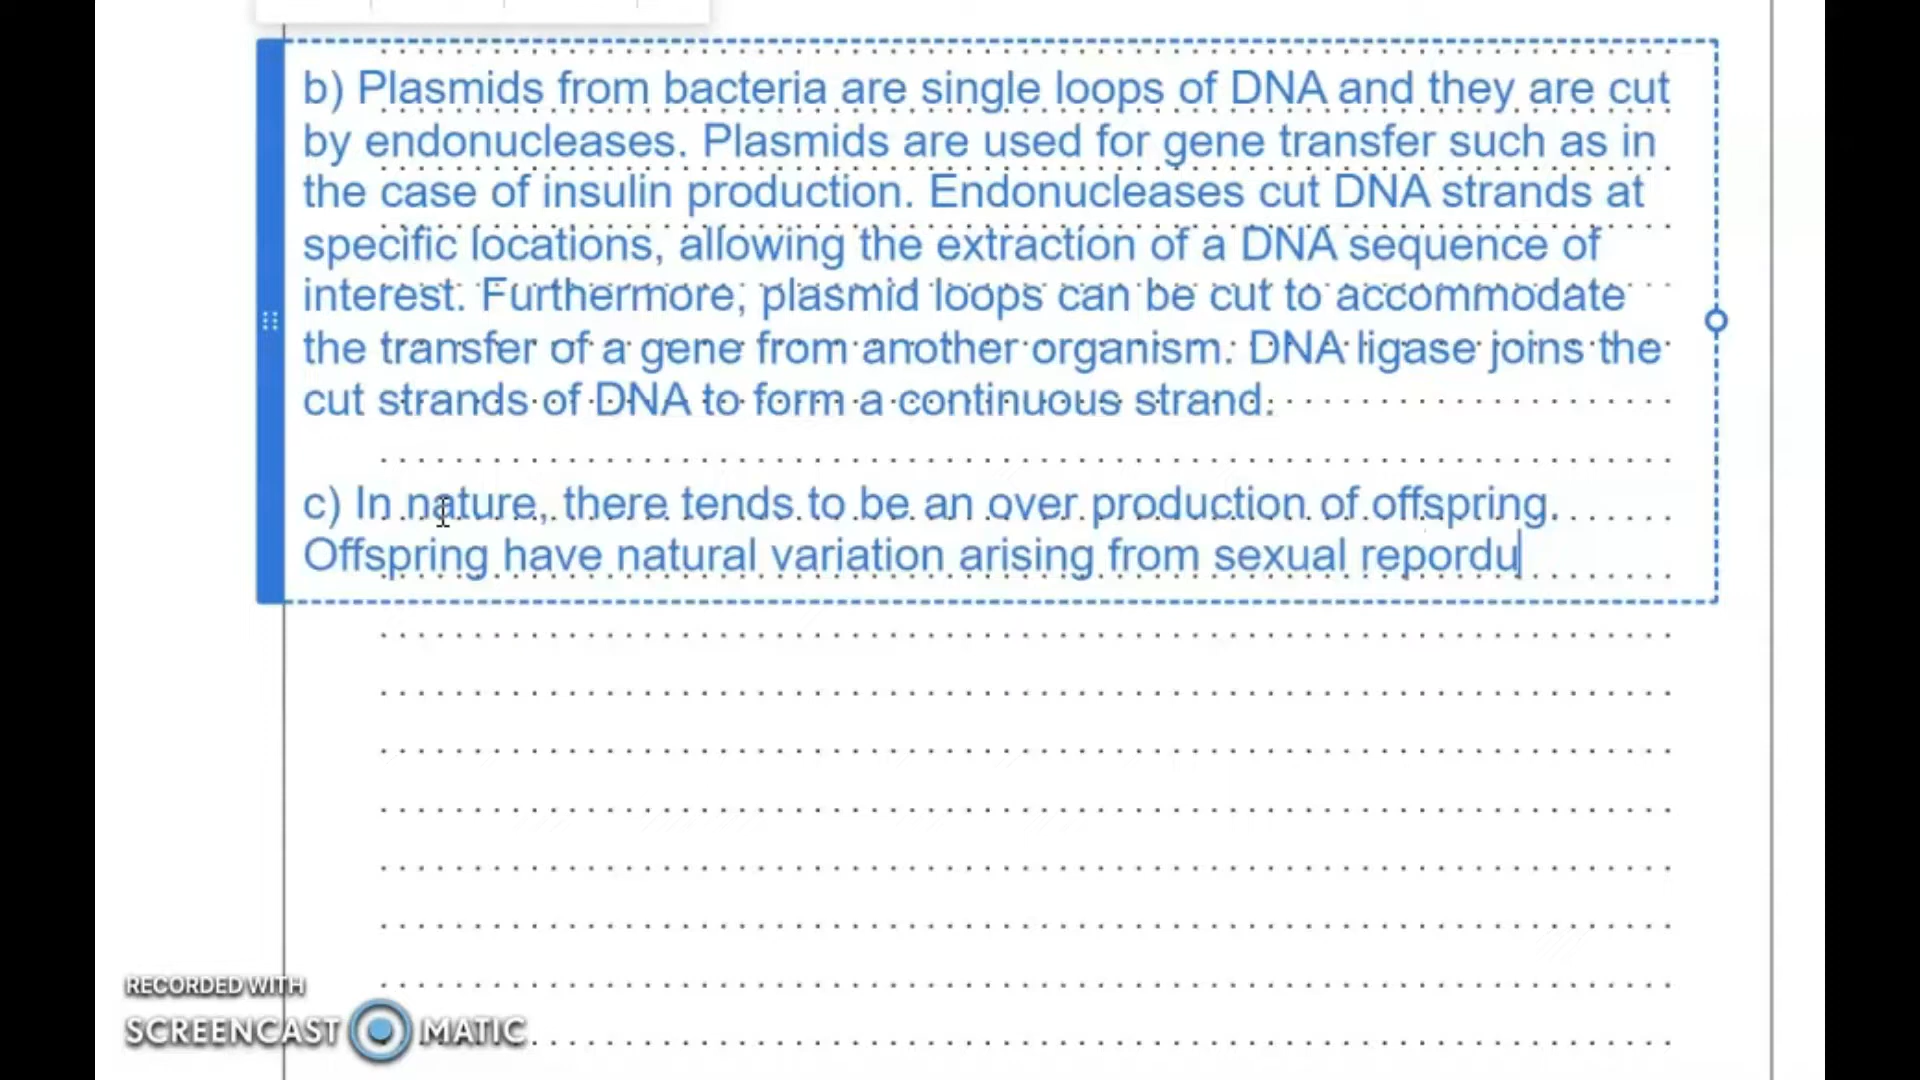 b) Plasmids from bacteria are single loops of DNA and they are cut
by endonucleases. Plasmids are used for gene transfer such as in
the case of insulin production. Endonucleases cut DNA strands at
specific locations, allowing the extraction of a DNA sequence of
interest. Furthermore, plasmid loops can be cut to accommodate
the transfer of a gene from another organism. DNA ligase joins the
cut strands of DNA to form a continuous strand.
c) In nature, there tends to be an over production of offspring.
Offspring have natural variation arising from sexual repordu
RECORDED WITH
SCREENCAST MATIC